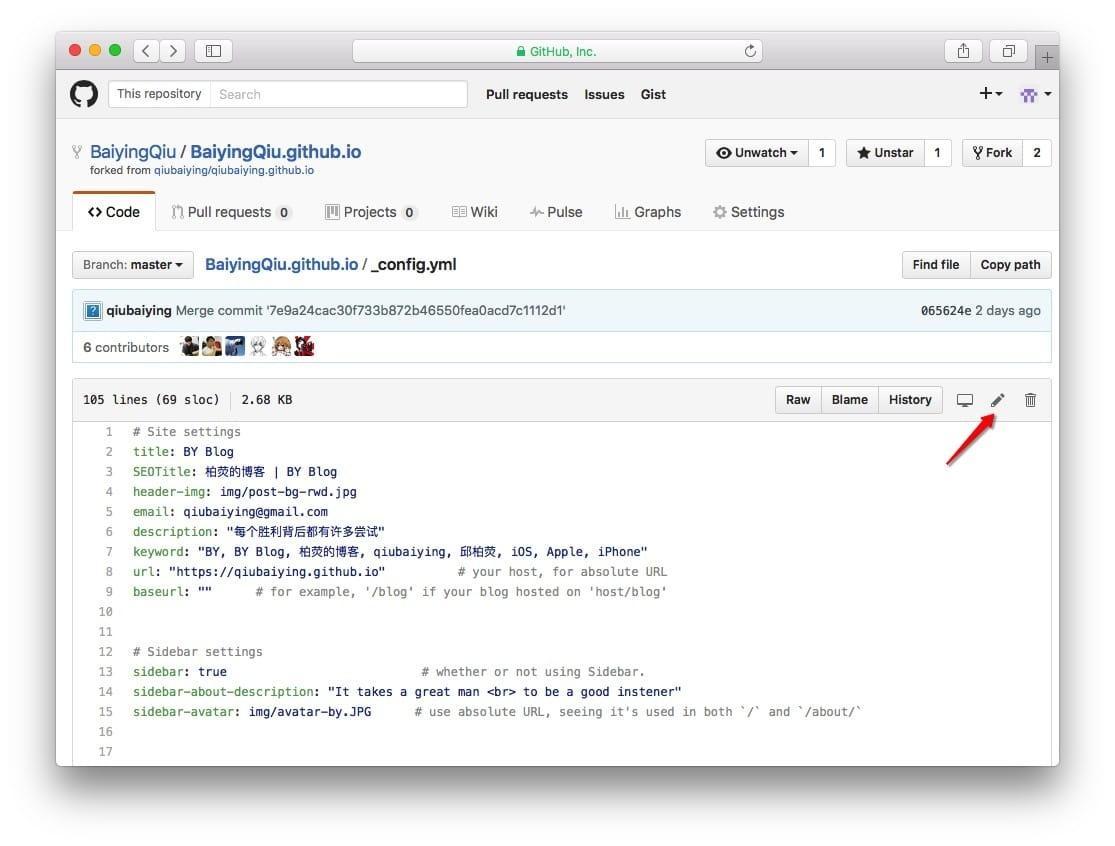 GitHub, Inc.
This repository Search Pull requests Issues Gist
BaiyingQiu / BaiyingQiu.github.io Unwatch 1 Unstar 1 Fork 2
forked from qiubaiying/qiubaiying.github.io
Code Pull requests 0 Projects 0 Wiki Pulse Graphs Settings
Branch: master BaiyingQiu.github.io / _config.yml Find file Copy path
qiubaiying Merge commit '7e9a24cac30f733b872b46550fea0acd7c1112d1' 065624e 2 days ago
6 contributors
105 lines (69 sloc) 2.68 KB Raw Blame History
1 # Site settings
2 title: BY Blog
3 SEOTitle: 柏荧的博客 | BY Blog
4 header-img: img/post-bg-rwd.jpg
5 email: qiubaiying@gmail.com
6 description: "每个胜利背后都有许多尝试"
7 keyword: "BY, BY Blog, 柏荧的博客, qiubaiying, 邱柏荧, iOS, Apple, iPhone"
8 url: "https://qiubaiying.github.io" # your host, for absolute URL
9 baseurl: "" # for example, '/blog' if your blog hosted on 'host/blog'
10
11
12 # Sidebar settings
13 sidebar: true # whether or not using Sidebar.
14 sidebar-about-description: "It takes a great man <br> to be a good instener"
15 sidebar-avatar: img/avatar-by.JPG # use absolute URL, seeing it's used in both `/` and `/about/`
16
17